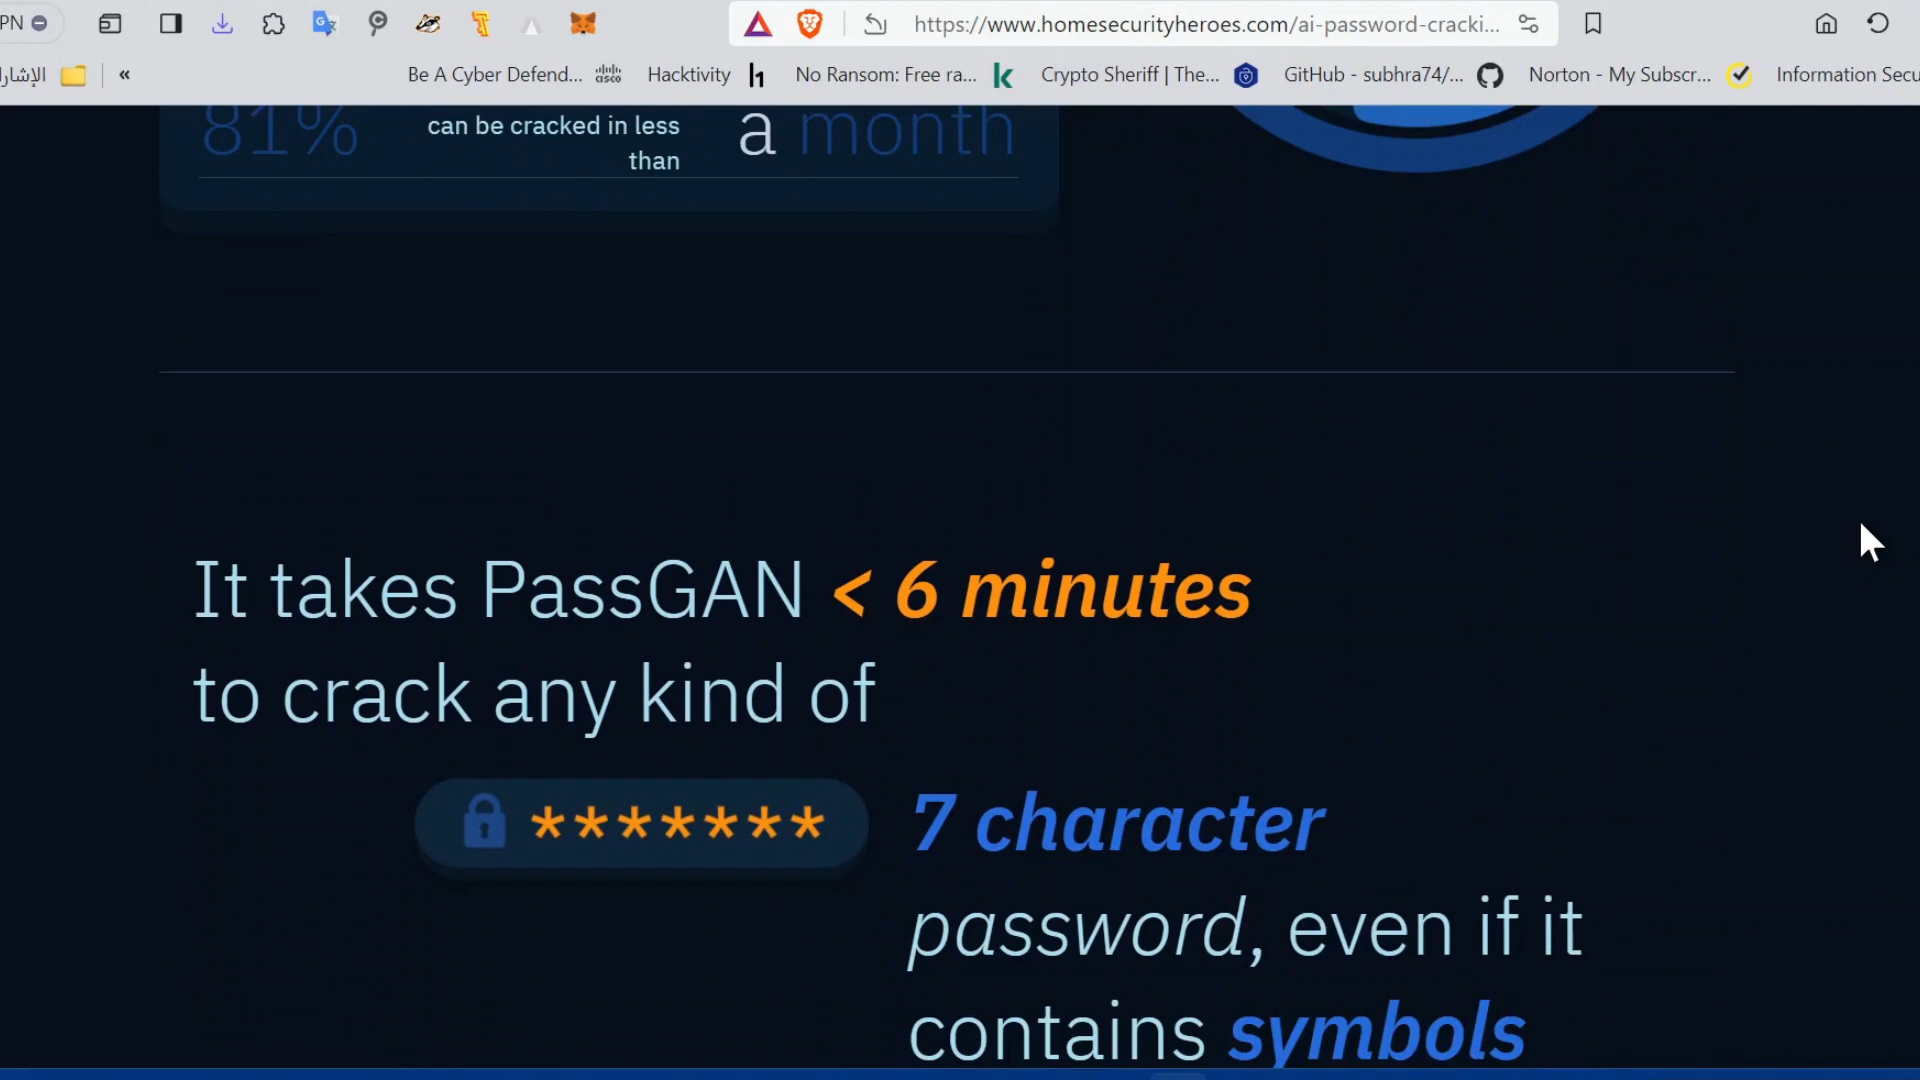 PN
https://www.homesecurityheroes.com/ai-password-cracki...
«
Be A Cyber Defend...
cisco
Hacktivity
No Ransom: Free ra...
Crypto Sheriff | The...
GitHub - subhra74/...
Norton - My Subscr...
Information Secu
81%
can be cracked in less
than
a month
It takes PassGAN < 6 minutes
to crack any kind of
*******
7 character
password, even if it
contains symbols